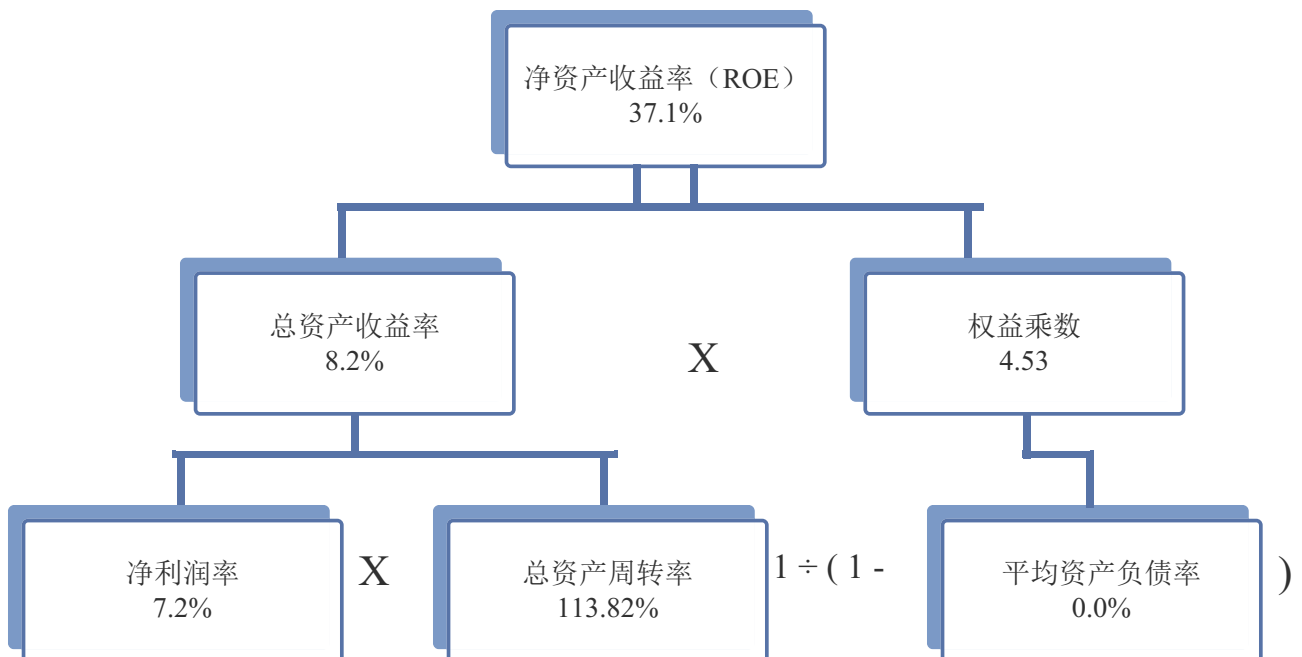 净资产收益率（ROE）
37.1%
总资产收益率
8.2%
X
权益乘数
4.53
净利润率
7.2%
X
总资产周转率
113.82%
1 ÷ ( 1 -
平均资产负债率
0.0%
)